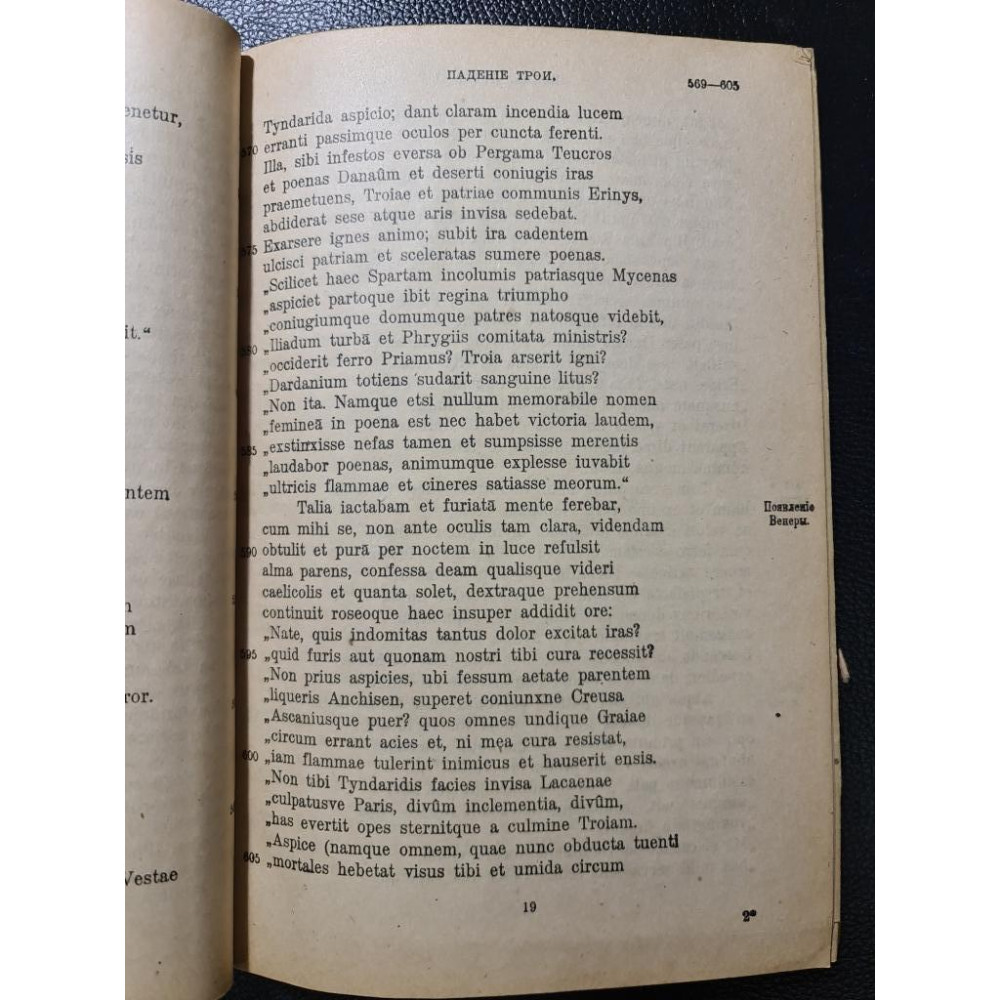 enetur,
sis
it.“
ntem
n
m
ror.
Vestae
ПАДЕНІЕ ТРОИ.
569—605
Tyndarida aspicio; dant claram incendia lucem
570 erranti passimque oculos per cuncta ferenti.
Illa, sibi infestos eversa ob Pergama Teucros
et poenas Danaûm et deserti coniugis iras
praemetuens, Troiae et patriae communis Erinys,
abdiderat sese atque aris invisa sedebat.
575 Exarsere ignes animo; subit ira cadentem
ulcisci patriam et sceleratas sumere poenas.
„Scilicet haec Spartam incolumis patriasque Mycenas
„aspiciet partoque ibit regina triumpho
„coniugiumque domumque patres natosque videbit,
580 „Iliadum turbā et Phrygiis comitata ministris?
„occiderit ferro Priamus? Troia arserit igni?
„Dardanium totiens sudarit sanguine litus?
„Non ita. Namque etsi nullum memorabile nomen
„femineā in poena est nec habet victoria laudem,
585 „exstinxisse nefas tamen et sumpsisse merentis
„laudabor poenas, animumque explesse iuvabit
„ultricis flammae et cineres satiasse meorum.“
Talia iactabam et furiatā mente ferebar,
cum mihi se, non ante oculis tam clara, videndam
590 obtulit et purā per noctem in luce refulsit
alma parens, confessa deam qualisque videri
caelicolis et quanta solet, dextraque prehensum
continuit roseoque haec insuper addidit ore:
„Nate, quis indomitas tantus dolor excitat iras?
595 „quid furis aut quonam nostri tibi cura recessit?
„Non prius aspicies, ubi fessum aetate parentem
„liqueris Anchisen, superet coniunxne Creusa
„Ascaniusque puer? quos omnes undique Graiae
„circum errant acies et, ni mea cura resistat,
600 „iam flammae tulerint inimicus et hauserit ensis.
„Non tibi Tyndaridis facies invisa Lacaenae
„culpatusve Paris, divûm inclementia, divûm,
„has evertit opes sternitque a culmine Troiam.
„Aspice (namque omnem, quae nunc obducta tuenti
605 „mortales hebetat visus tibi et umida circum
Появленіе
Венеры.
19
2*